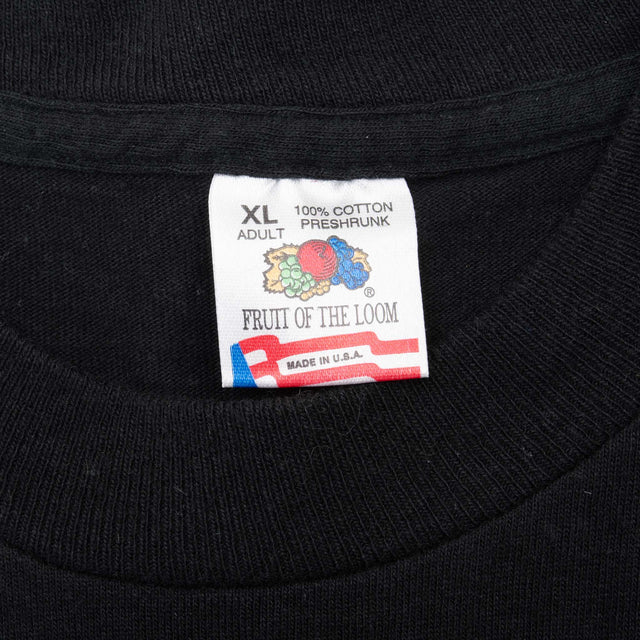 XL 100% COTTON
ADULT PRESHRUNK
®
FRUIT OF THE LOOM
MADE IN U.S.A.